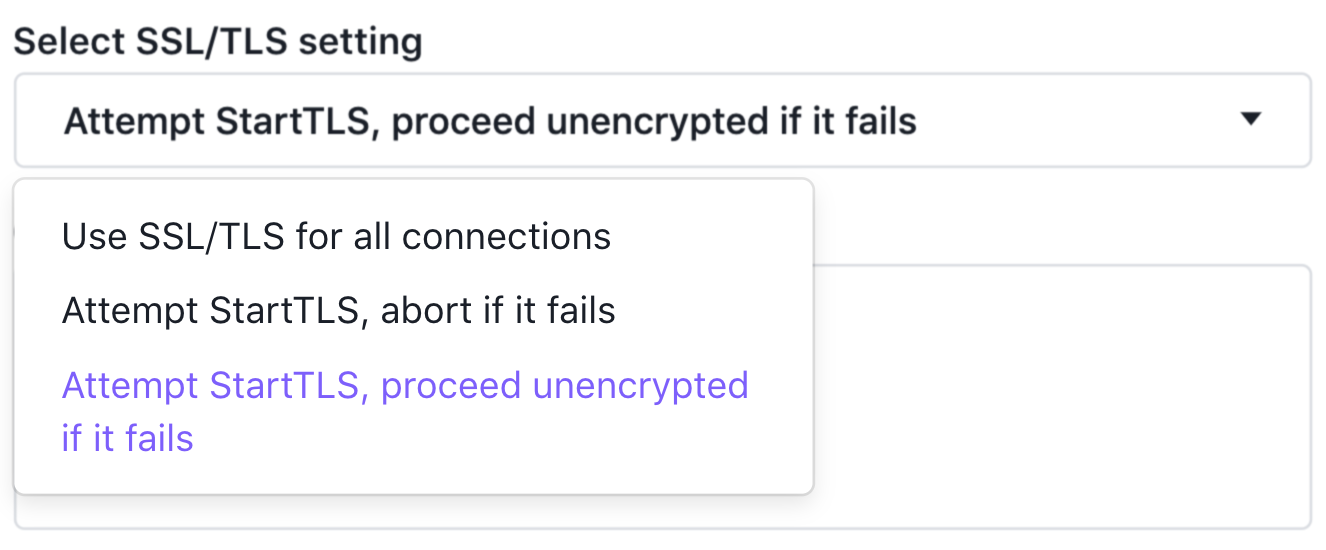 Select SSL/TLS setting
Attempt StartTLS, proceed unencrypted if it fails
Use SSL/TLS for all connections
Attempt StartTLS, abort if it fails
Attempt StartTLS, proceed unencrypted
if it fails